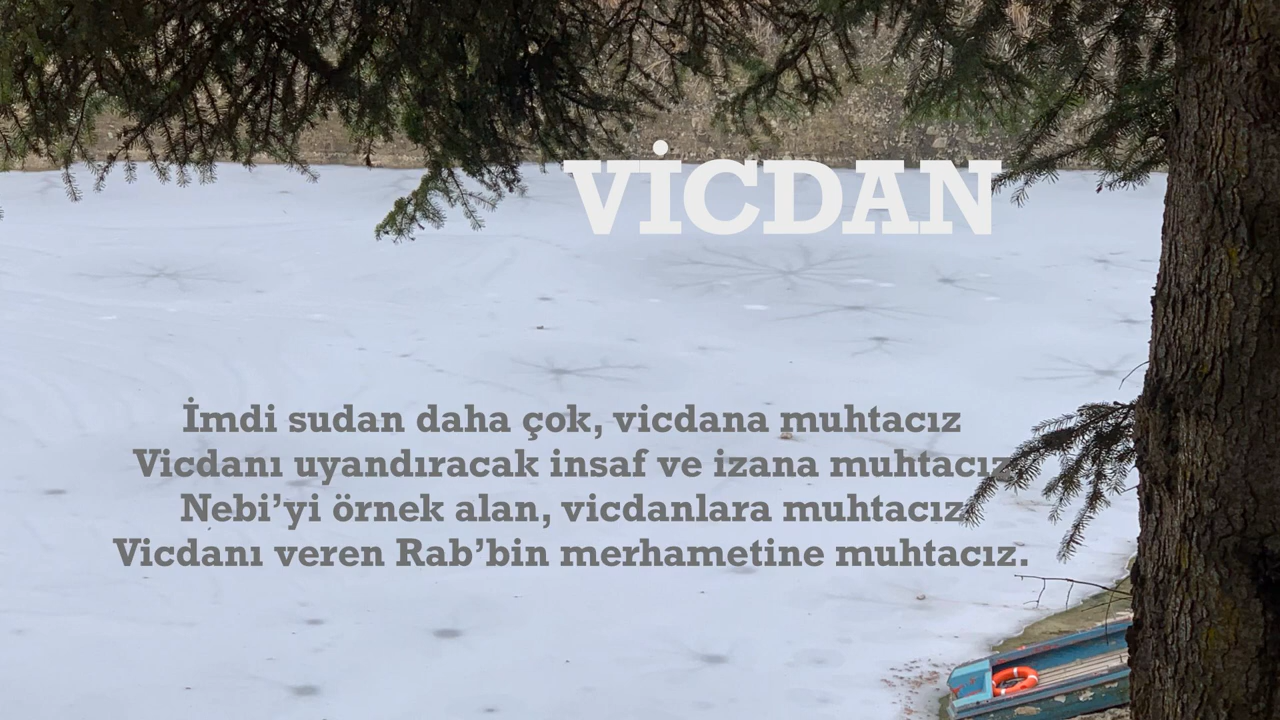 VİCDAN
İmdi sudan daha çok, vicdana muhtacız
Vicdanı uyandıracak insaf ve izana muhtacız
Nebi’yi örnek alan, vicdanlara muhtacız
Vicdanı veren Rab’bin merhametine muhtacız.